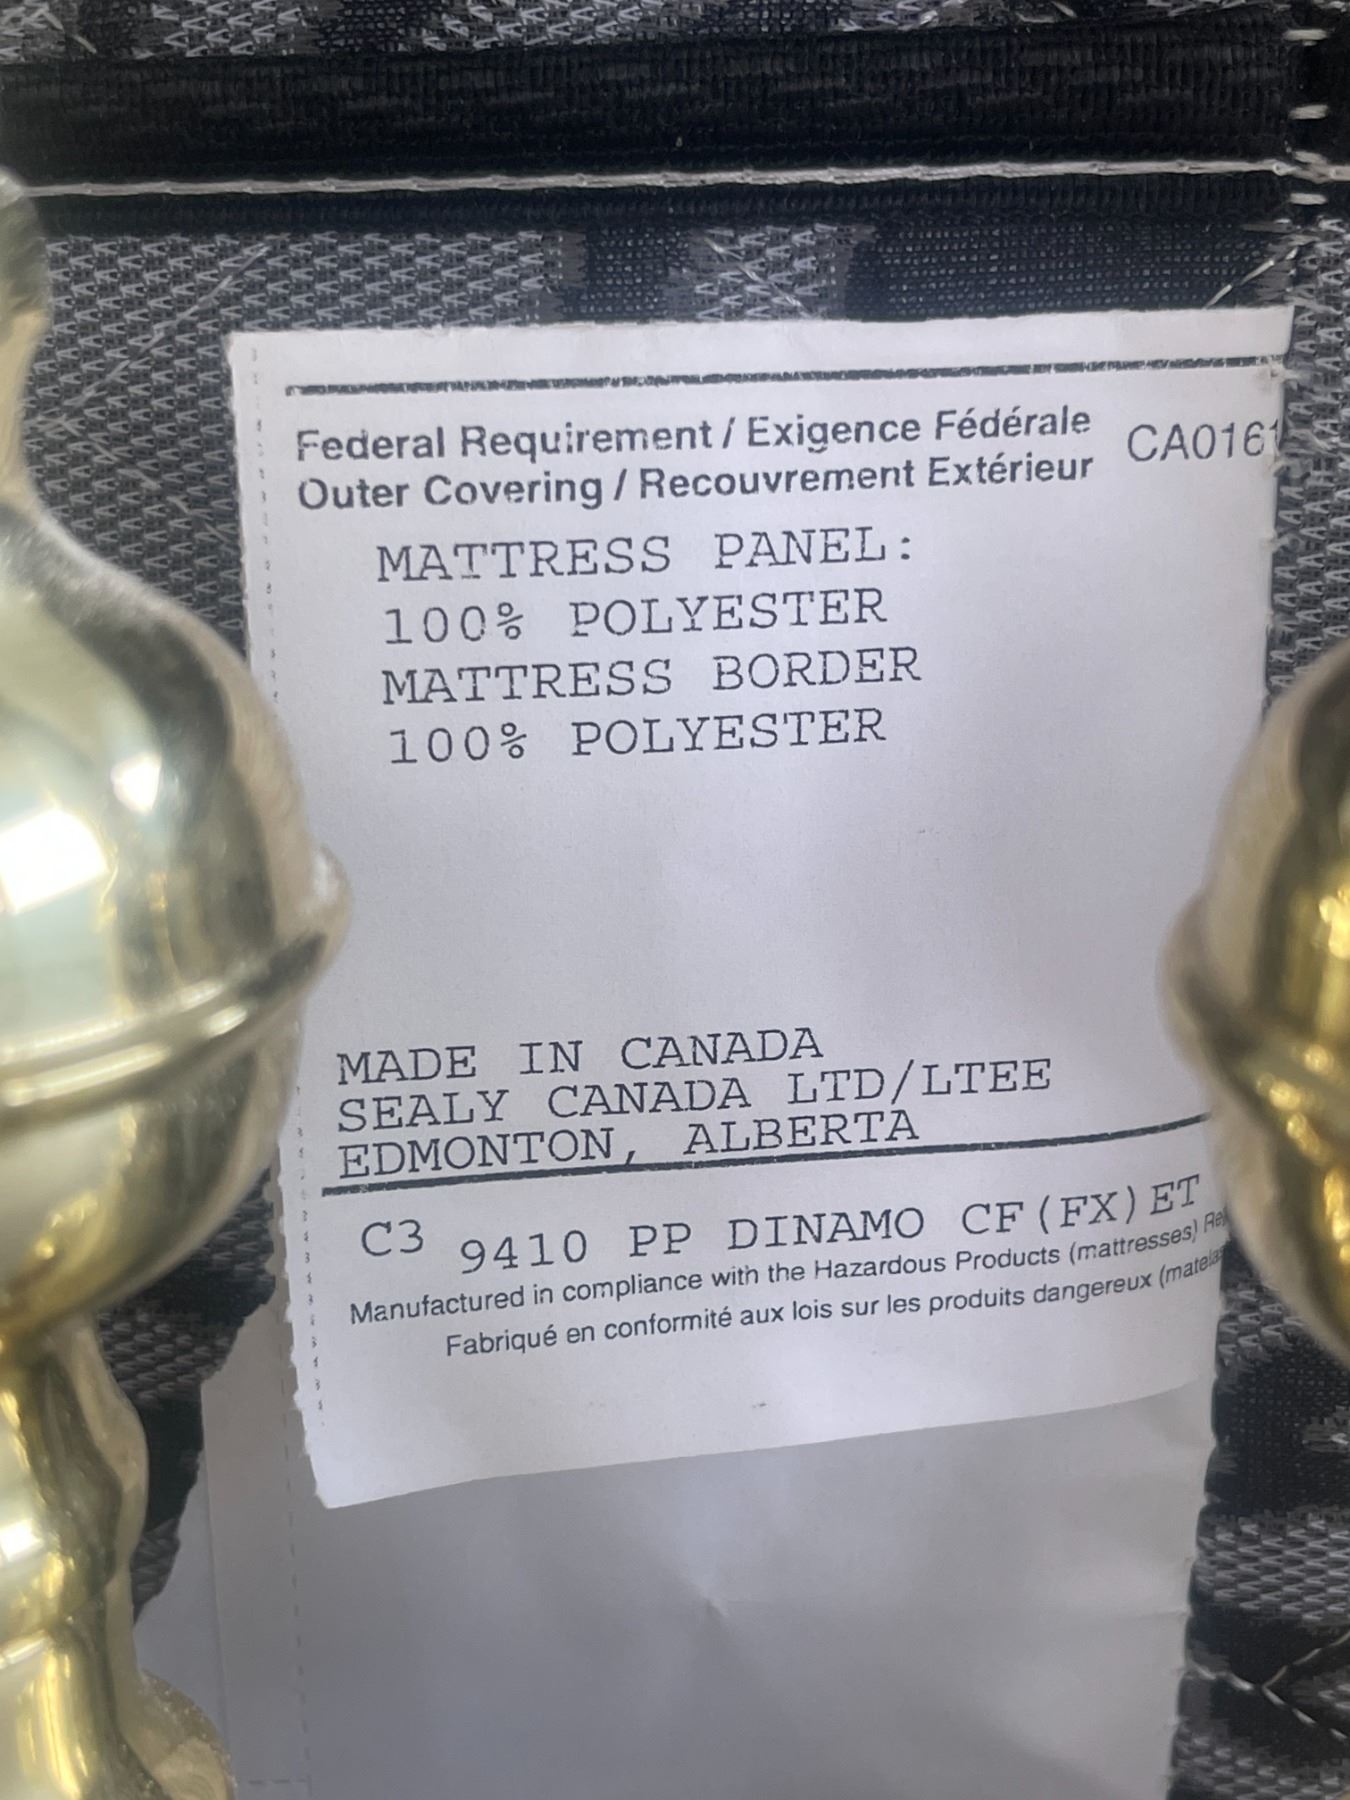 Federal Requirement / Exigence Fédérale CA0161
Outer Covering / Recouvrement Extérieur
MATTRESS PANEL:
100% POLYESTER
MATTRESS BORDER
100% POLYESTER
MADE IN CANADA
SEALY CANADA LTD/LTEE
EDMONTON, ALBERTA
C3 9410 PP DINAMO CF(FX)ET
Manufactured in compliance with the Hazardous Products (mattresses)
Fabriqué en conformité aux lois sur les produits dangereux